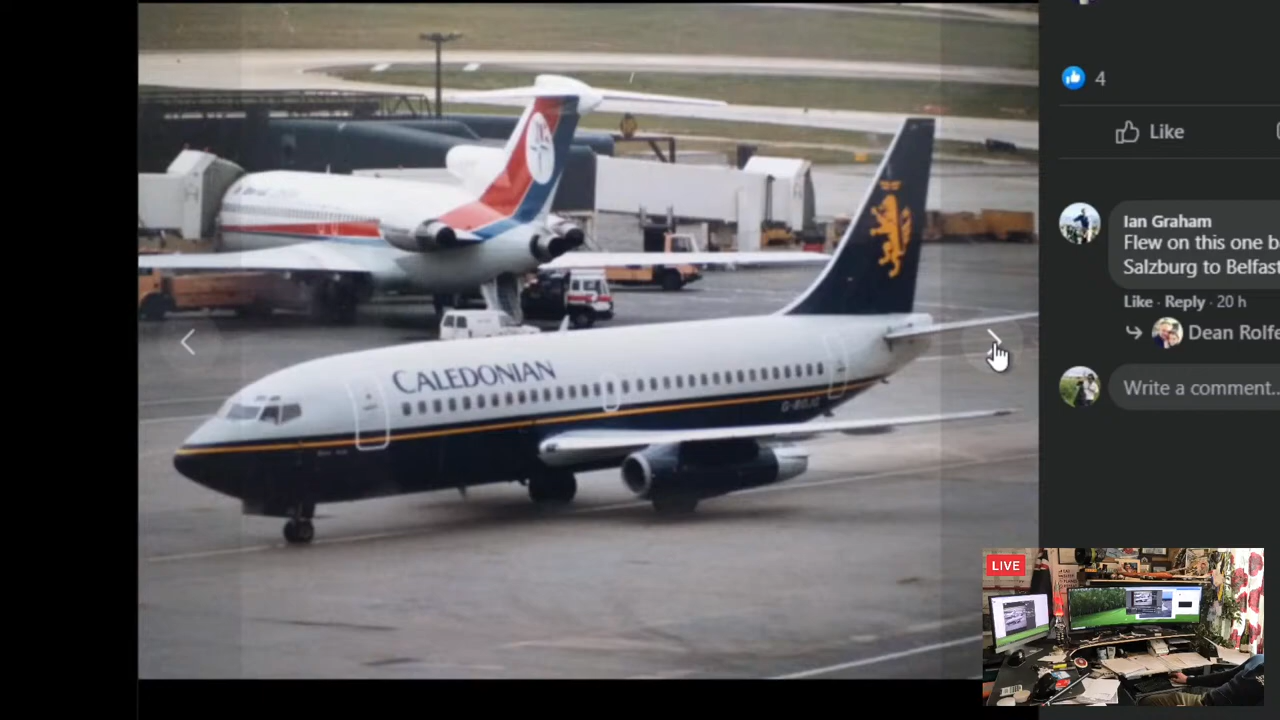 4
Like
Ian Graham
Flew on this one b
Salzburg to Belfast
Like · Reply · 20 h
Dean Rolfe
Write a comment...
CALEDONIAN
LIVE